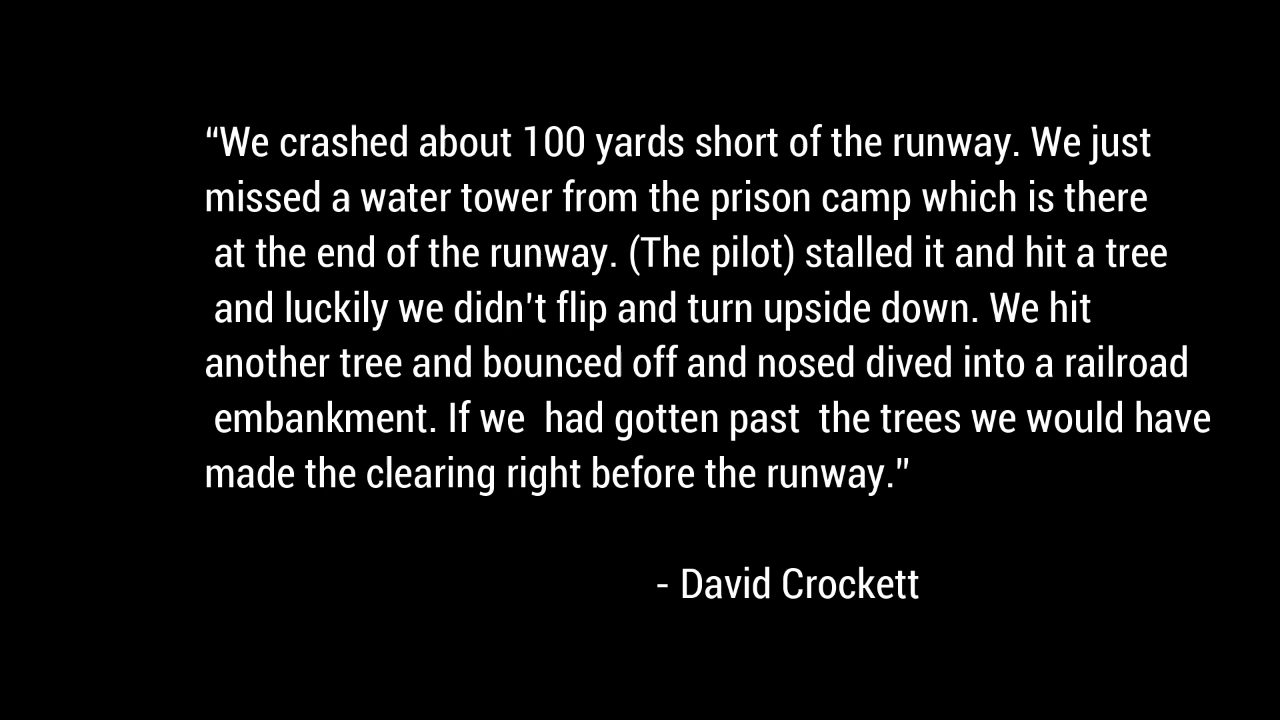 “We crashed about 100 yards short of the runway. We just
missed a water tower from the prison camp which is there
at the end of the runway. (The pilot) stalled it and hit a tree
and luckily we didn't flip and turn upside down. We hit
another tree and bounced off and nosed dived into a railroad
embankment. If we  had gotten past  the trees we would have
made the clearing right before the runway.”
- David Crockett